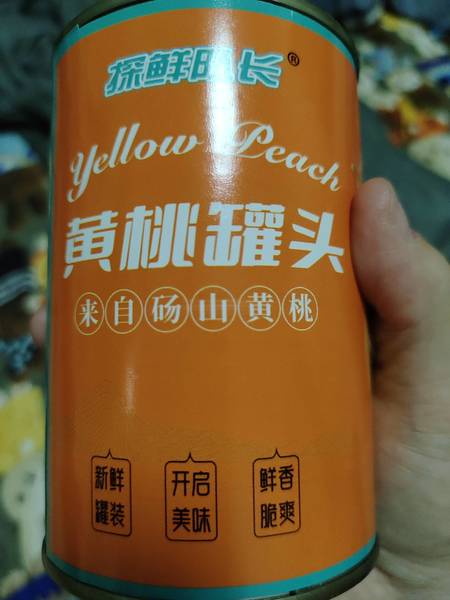 探鲜时长®
Yellow Peach
黄桃罐头
来自砀山黄桃
新鲜
罐装
开启
美味
鲜香
脆爽